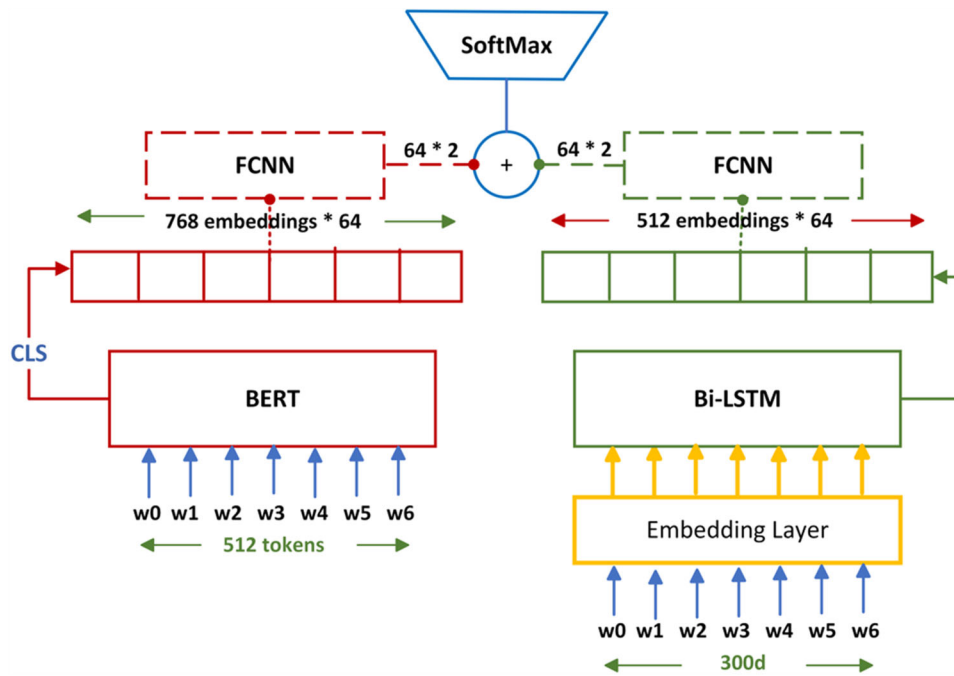 SoftMax
FCNN
64 * 2
+
64 * 2
FCNN
768 embeddings * 64
512 embeddings * 64
CLS
BERT
Bi-LSTM
w0 w1 w2 w3 w4 w5 w6
512 tokens
Embedding Layer
w0 w1 w2 w3 w4 w5 w6
300d